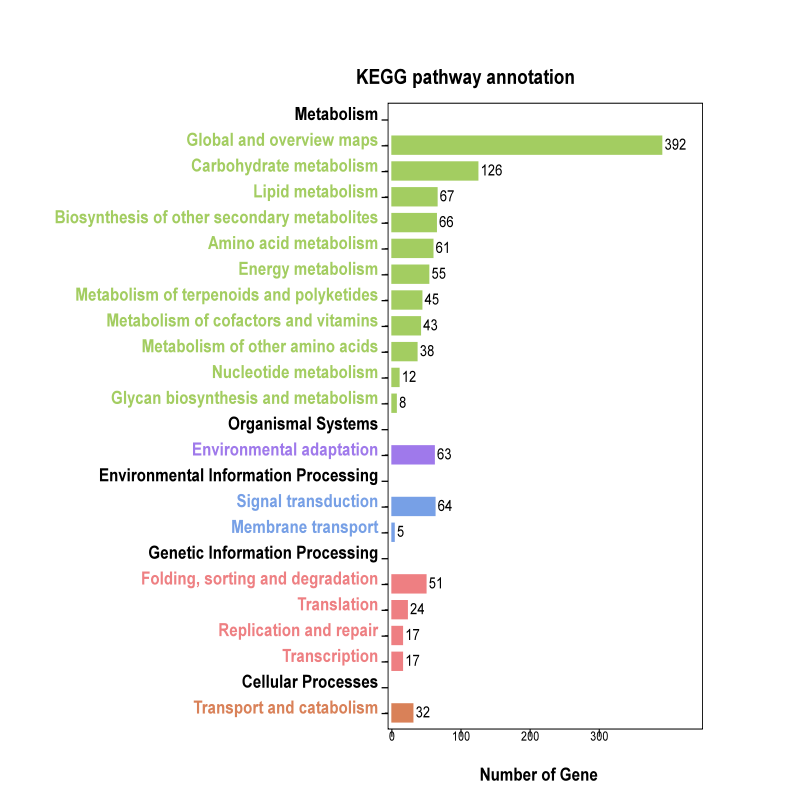 KEGG pathway annotation
Metabolism
Global and overview maps 392
Carbohydrate metabolism 126
Lipid metabolism 67
Biosynthesis of other secondary metabolites 66
Amino acid metabolism 61
Energy metabolism 55
Metabolism of terpenoids and polyketides 45
Metabolism of cofactors and vitamins 43
Metabolism of other amino acids 38
Nucleotide metabolism 12
Glycan biosynthesis and metabolism 8
Organismal Systems
Environmental adaptation 63
Environmental Information Processing
Signal transduction 64
Membrane transport 5
Genetic Information Processing
Folding, sorting and degradation 51
Translation 24
Replication and repair 17
Transcription 17
Cellular Processes
Transport and catabolism 32
0 100 200 300
Number of Gene